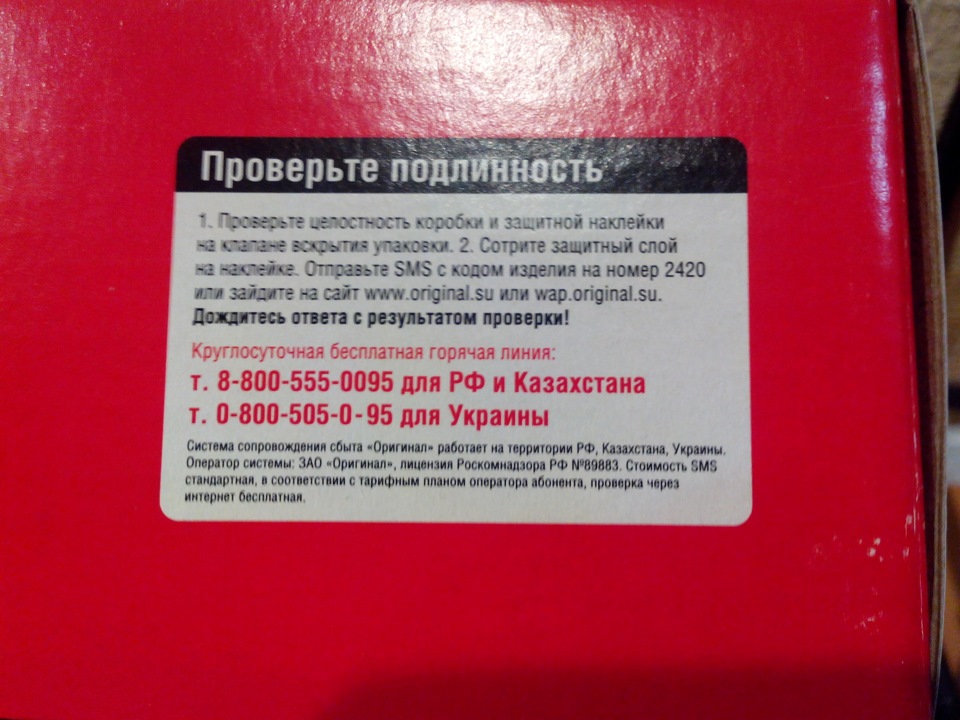 Проверьте подлинность
1. Проверьте целостность коробки и защитной наклейки
на клапане вскрытия упаковки. 2. Сотрите защитный слой
на наклейке. Отправьте SMS с кодом изделия на номер 2420
или зайдите на сайт www.original.su или wap.original.su.
Дождитесь ответа с результатом проверки!
Круглосуточная бесплатная горячая линия:
т. 8-800-555-0095 для РФ и Казахстана
т. 0-800-505-0-95 для Украины
Система сопровождения сбыта «Оригинал» работает на территории РФ, Казахстана, Украины.
Оператор системы: ЗАО «Оригинал», лицензия Роскомнадзора РФ №89883. Стоимость SMS
стандартная, в соответствии с тарифным планом оператора абонента, проверка через
интернет бесплатная.